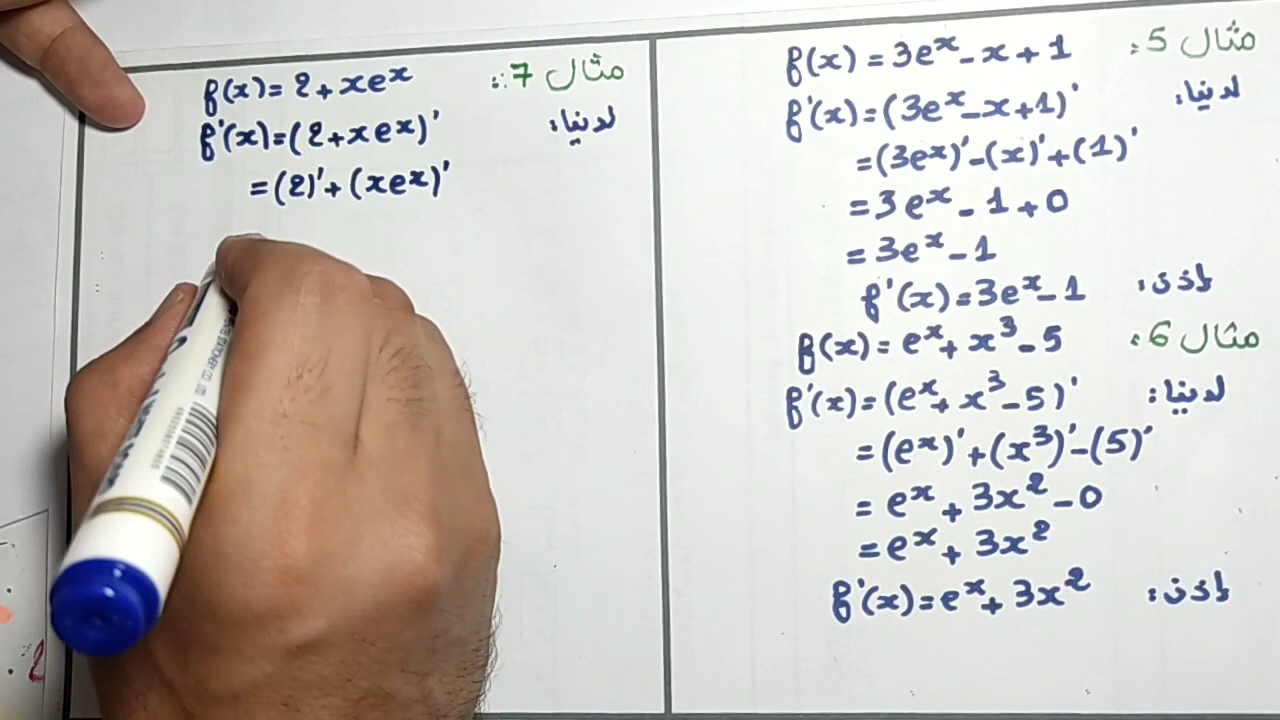 مثال 5:
f(x) = 3e^x - x + 1
لدينا:
f'(x) = (3e^x - x + 1)'
= (3e^x)' - (x)' + (1)'
= 3e^x - 1 + 0
= 3e^x - 1
إذن: f'(x) = 3e^x - 1
مثال 6:
f(x) = e^x + x^3 - 5
لدينا:
f'(x) = (e^x + x^3 - 5)'
= (e^x)' + (x^3)' - (5)'
= e^x + 3x^2 - 0
= e^x + 3x^2
إذن: f'(x) = e^x + 3x^2
مثال 7:
f(x) = 2 + xe^x
لدينا:
f'(x) = (2 + xe^x)'
= (2)' + (xe^x)'